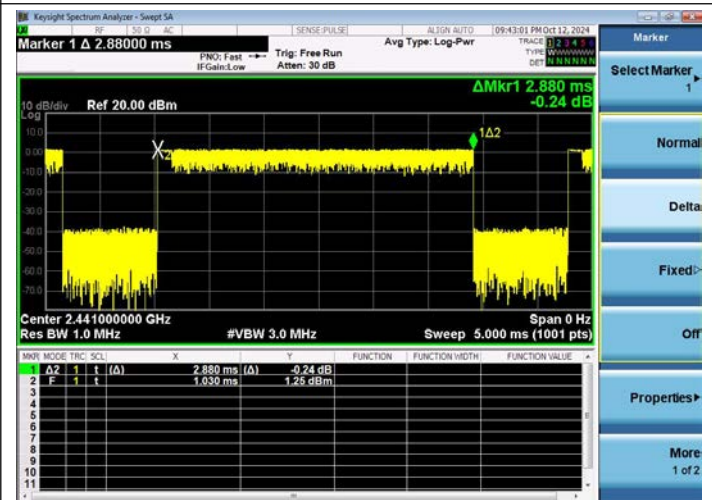 Keysight Spectrum Analyzer - Swept SA
RF 50 Ω AC SENSE:PULSE ALIGN AUTO 09:43:01 PM Oct 12, 2024
Marker 1 Δ 2.88000 ms
Avg Type: Log-Pwr
TRACE 1 2 3 4 5 6
TYPE
DET N N N N N N
PNO: Fast
IFGain:Low
Trig: Free Run
Atten: 30 dB
ΔMkr1 2.880 ms
-0.24 dB
10 dB/div Ref 20.00 dBm
Log
10.0
0.00
-10.0
-20.0
-30.0
-40.0
-50.0
-60.0
-70.0
X2
1Δ2
Center 2.441000000 GHz Span 0 Hz
Res BW 1.0 MHz #VBW 3.0 MHz Sweep 5.000 ms (1001 pts)
MKR MODE TRC SCL X Y FUNCTION FUNCTION WIDTH FUNCTION VALUE
1 Δ2 1 t (Δ) 2.880 ms (Δ) -0.24 dB
2 F 1 t 1.030 ms 1.25 dBm
3
4
5
6
7
8
9
10
11
Marker
Select Marker
1
Normal
Delta
Fixed
Off
Properties
More
1 of 2